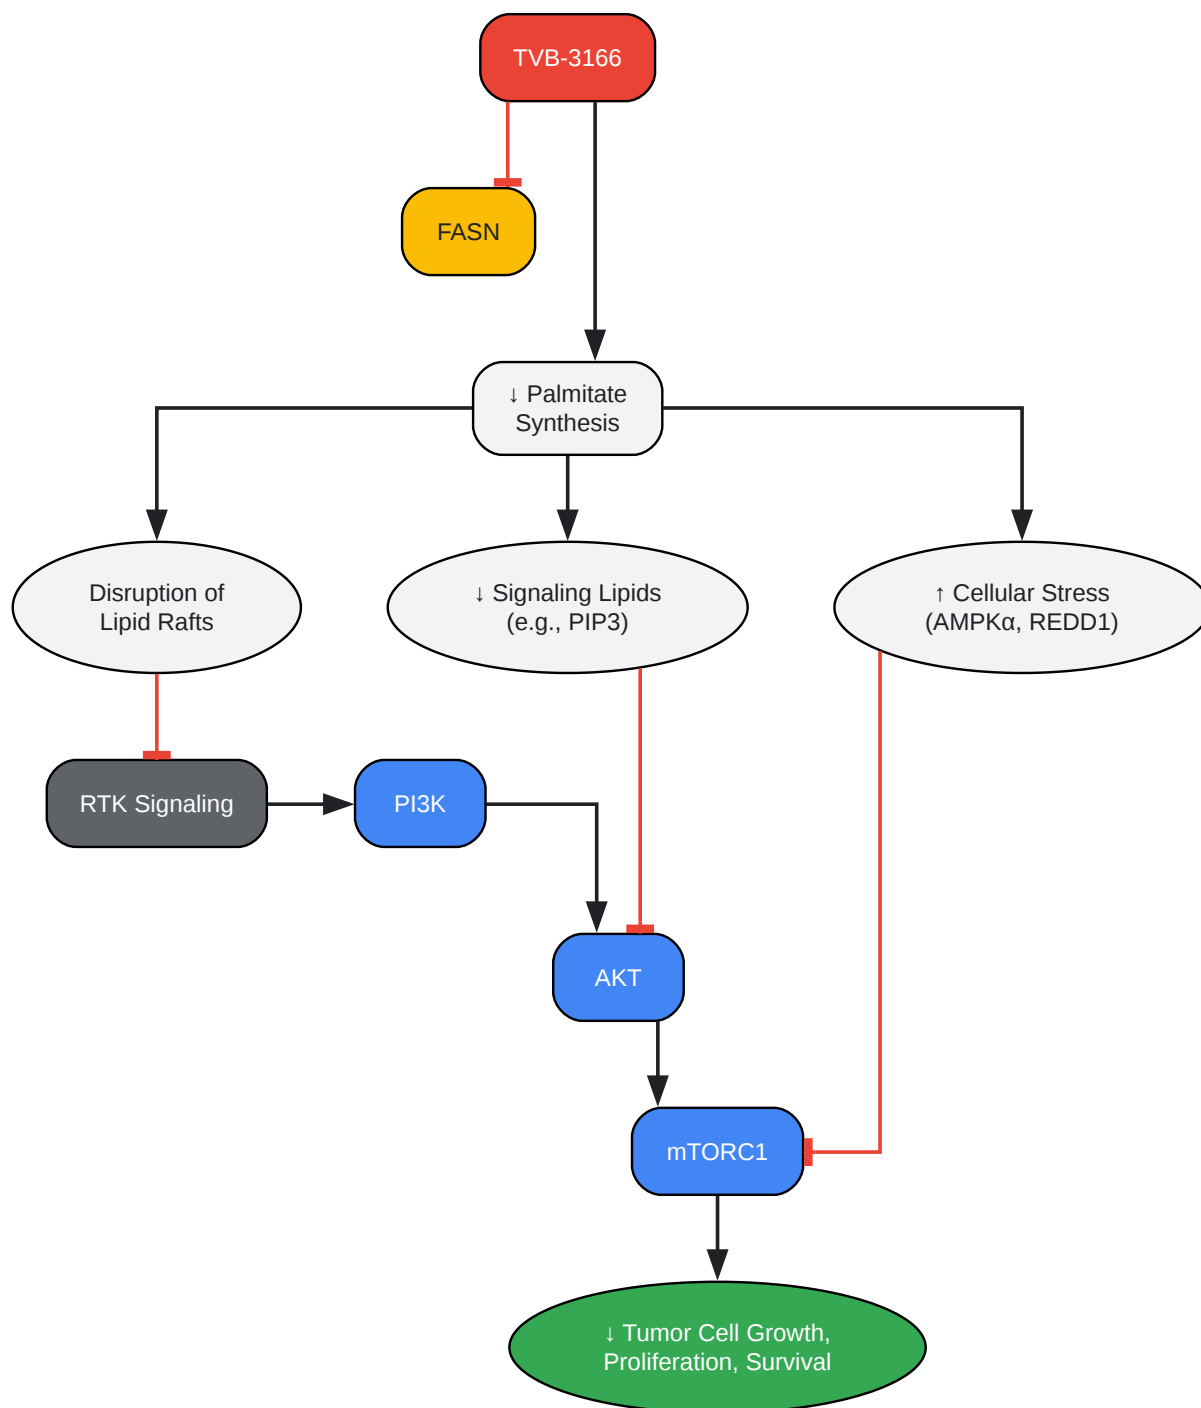 TVB-3166
FASN
↓ Palmitate
Synthesis
Disruption of
Lipid Rafts
↓ Signaling Lipids
(e.g., PIP3)
↑ Cellular Stress
(AMPKα, REDD1)
RTK Signaling
PI3K
AKT
mTORC1
↓ Tumor Cell Growth,
Proliferation, Survival